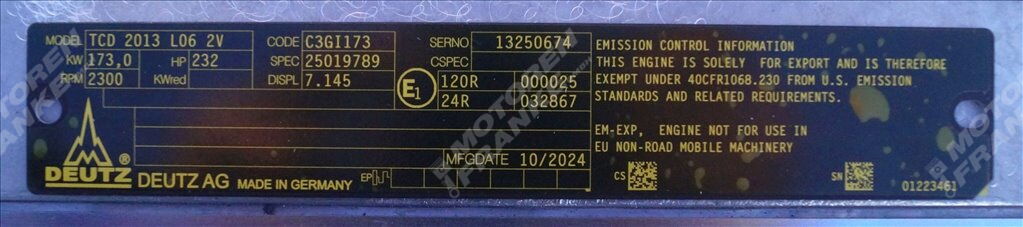 MODEL TCD 2013 L06 2V CODE C3GI173 SERNO 13250674
KW 173,0 HP 232 SPEC 25019789 CSPEC
RPM 2300 KWred DISPL 7.145 E1 120R 000025
24R 032867
EMISSION CONTROL INFORMATION
THIS ENGINE IS SOLELY FOR EXPORT AND IS THEREFORE
EXEMPT UNDER 40CFR1068.230 FROM U.S. EMISSION
STANDARDS AND RELATED REQUIREMENTS.
EM-EXP, ENGINE NOT FOR USE IN
EU NON-ROAD MOBILE MACHINERY
MFGDATE 10/2024
DEUTZ ® DEUTZ AG MADE IN GERMANY EP CS SN 01223461
MOTOREN
FRANKEN